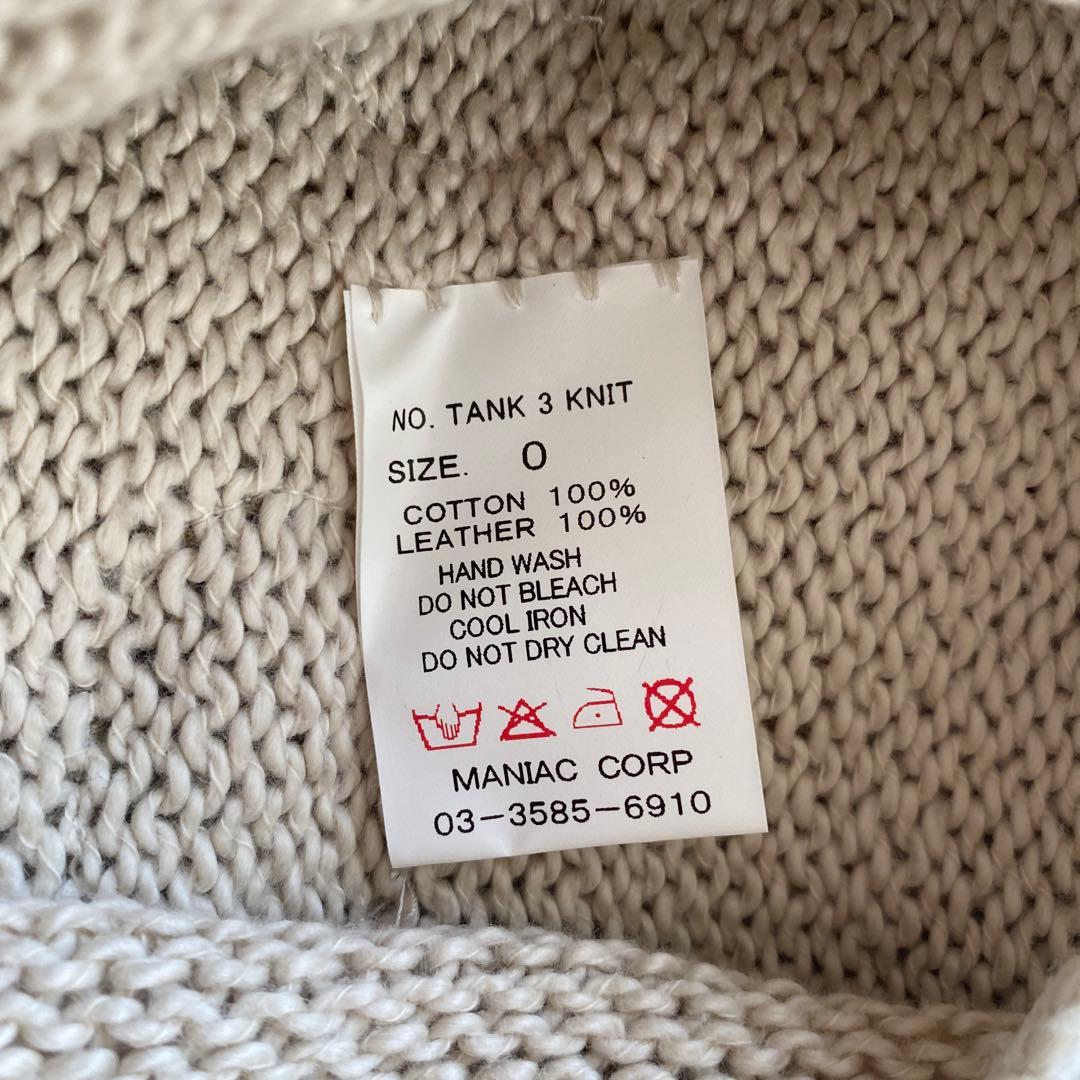 NO. TANK 3 KNIT
SIZE. 0
COTTON 100%
LEATHER 100%
HAND WASH
DO NOT BLEACH
COOL IRON
DO NOT DRY CLEAN
MANIAC CORP
03-3585-6910